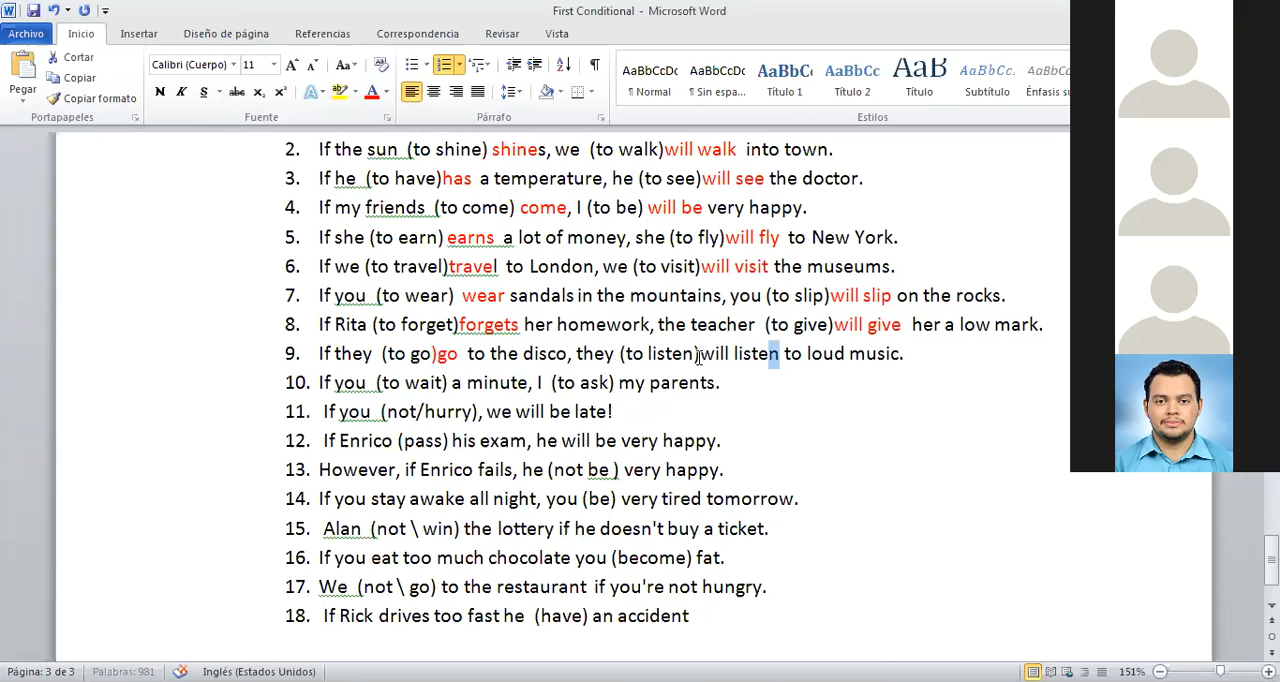 First Conditional - Microsoft Word
Archivo Inicio Insertar Diseño de página Referencias Correspondencia Revisar Vista
Pegar
Cortar
Copiar
Copiar formato
Portapapeles
Calibri (Cuerpo) 11
Fuente
Párrafo
AaBbCcDc AaBbCcDc AaBbC AaBbCc AaB AaBbCc AaBbCc
¶ Normal ¶ Sin espa... Título 1 Título 2 Título Subtítulo Énfasis su
Estilos
2. If the sun (to shine) shines, we (to walk)will walk into town.
3. If he (to have)has a temperature, he (to see)will see the doctor.
4. If my friends (to come) come, I (to be) will be very happy.
5. If she (to earn) earns a lot of money, she (to fly)will fly to New York.
6. If we (to travel)travel to London, we (to visit)will visit the museums.
7. If you (to wear) wear sandals in the mountains, you (to slip)will slip on the rocks.
8. If Rita (to forget)forgets her homework, the teacher (to give)will give her a low mark.
9. If they (to go)go to the disco, they (to listen)will listen to loud music.
10. If you (to wait) a minute, I (to ask) my parents.
11. If you (not/hurry), we will be late!
12. If Enrico (pass) his exam, he will be very happy.
13. However, if Enrico fails, he (not be ) very happy.
14. If you stay awake all night, you (be) very tired tomorrow.
15. Alan (not \ win) the lottery if he doesn't buy a ticket.
16. If you eat too much chocolate you (become) fat.
17. We (not \ go) to the restaurant if you're not hungry.
18. If Rick drives too fast he (have) an accident
Página: 3 de 3 Palabras: 981 Inglés (Estados Unidos) 151%